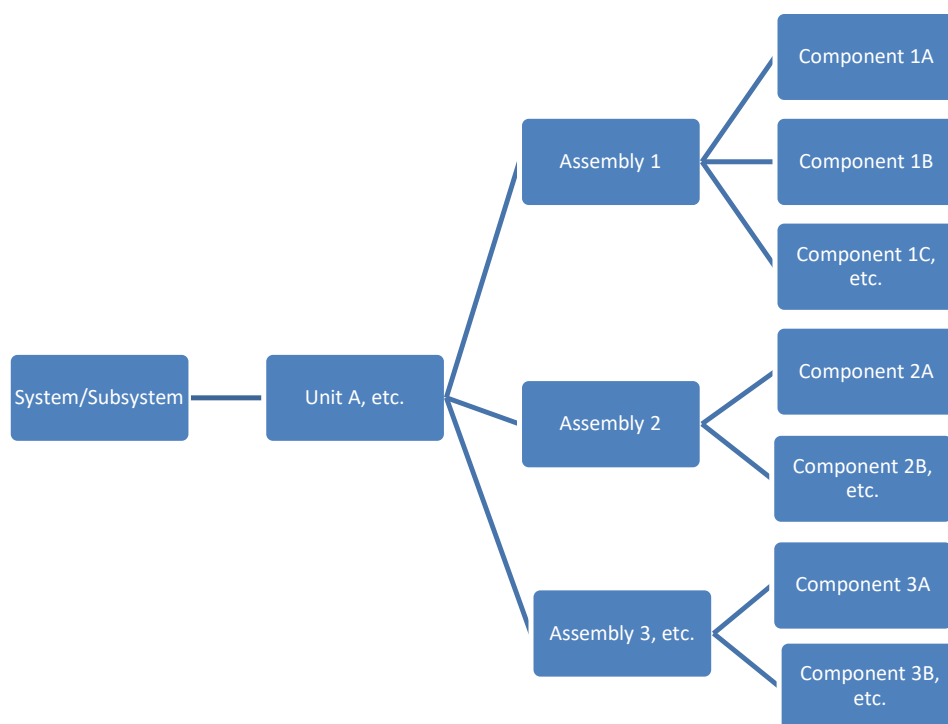 System/Subsystem
Unit A, etc.
Assembly 1
Component 1A
Component 1B
Component 1C,
etc.
Assembly 2
Component 2A
Component 2B,
etc.
Assembly 3, etc.
Component 3A
Component 3B,
etc.